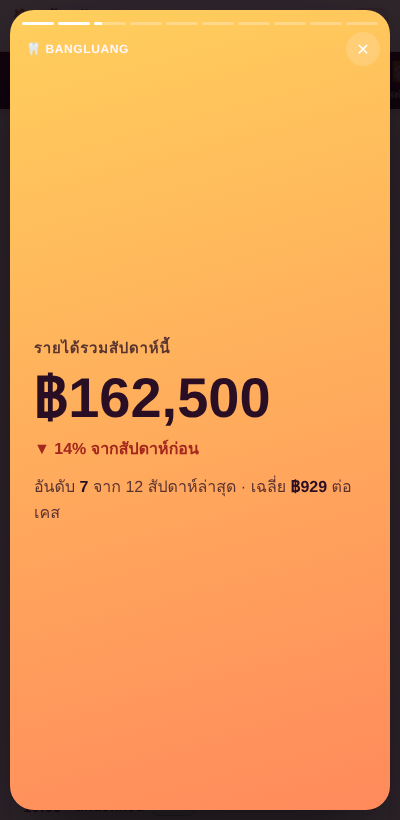 🦷 BANGLUANG
✕
รายได้รวมสัปดาห์นี้
฿162,500
▼ 14% จากสัปดาห์ก่อน
อันดับ 7 จาก 12 สัปดาห์ล่าสุด · เฉลี่ย ฿929 ต่อ
เคส